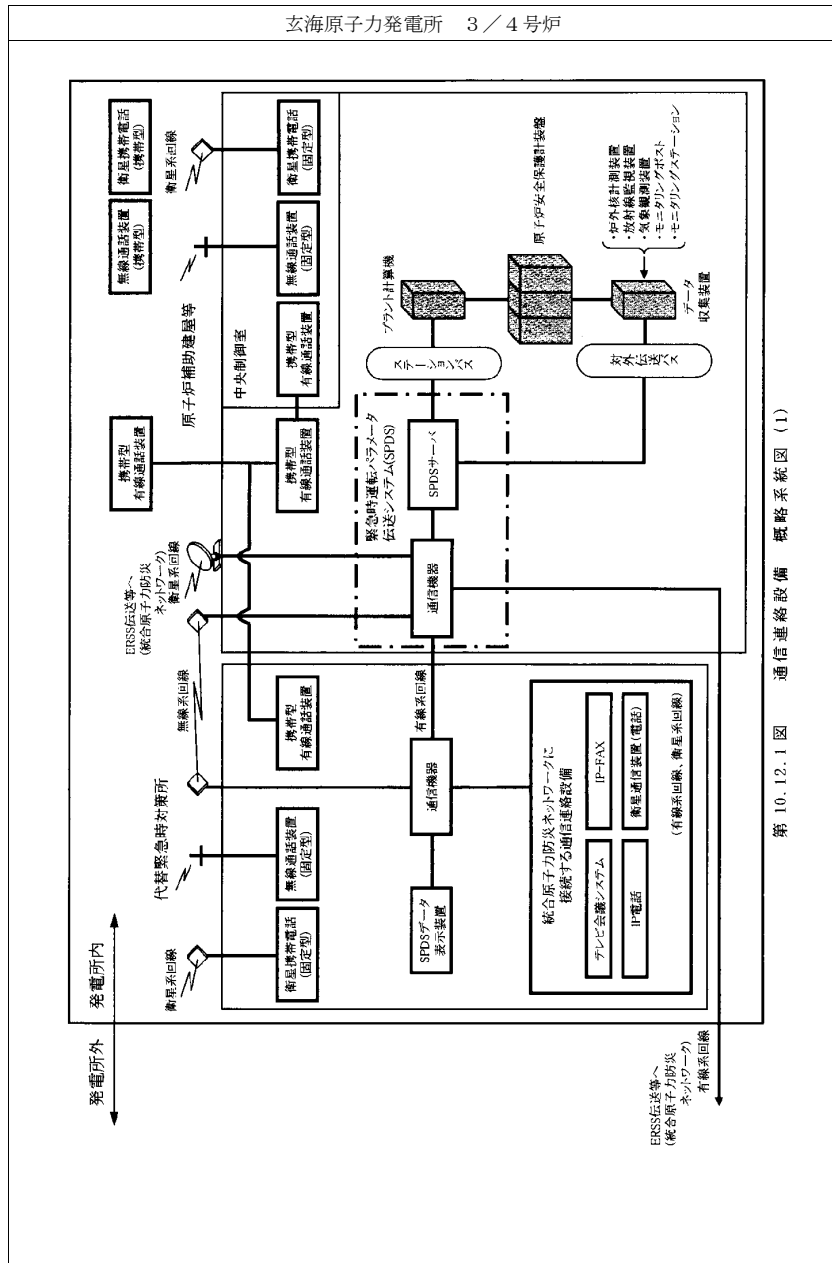 玄海原子力発電所　３／４号炉
発電所外
発電所内
代替緊急時対策所
衛星系回線
衛星携帯電話
(固定型)
無線通話装置
(固定型)
携帯型
有線通話装置
無線系回線
SPDSデータ
表示装置
通信機器
有線系回線
統合原子力防災ネットワークに
接続する通信連絡設備
テレビ会議システム
IP-FAX
IP電話
衛星通信装置(電話)
(有線系回線、衛星系回線)
ERSS伝送等へ
(統合原子力防災
ネットワーク)
有線系回線
ERSS伝送等へ
(統合原子力防災
ネットワーク)
衛星系回線
携帯型
有線通話装置
原子炉補助建屋等
無線通話装置
(携帯型)
衛星携帯電話
(携帯型)
衛星系回線
携帯型
有線通話装置
中央制御室
携帯型
有線通話装置
無線通話装置
(固定型)
衛星携帯電話
(固定型)
緊急時運転パラメータ
伝送システム(SPDS)
通信機器
SPDSサーバ
ステーションバス
プラント計算機
原子炉安全保護計装盤
対外伝送バス
データ
収集装置
・炉外核計測装置
・放射線監視装置
・気象観測装置
・モニタリングポスト
・モニタリングステーション
第 10.12.1 図　通信連絡設備　概略系統図 (1)